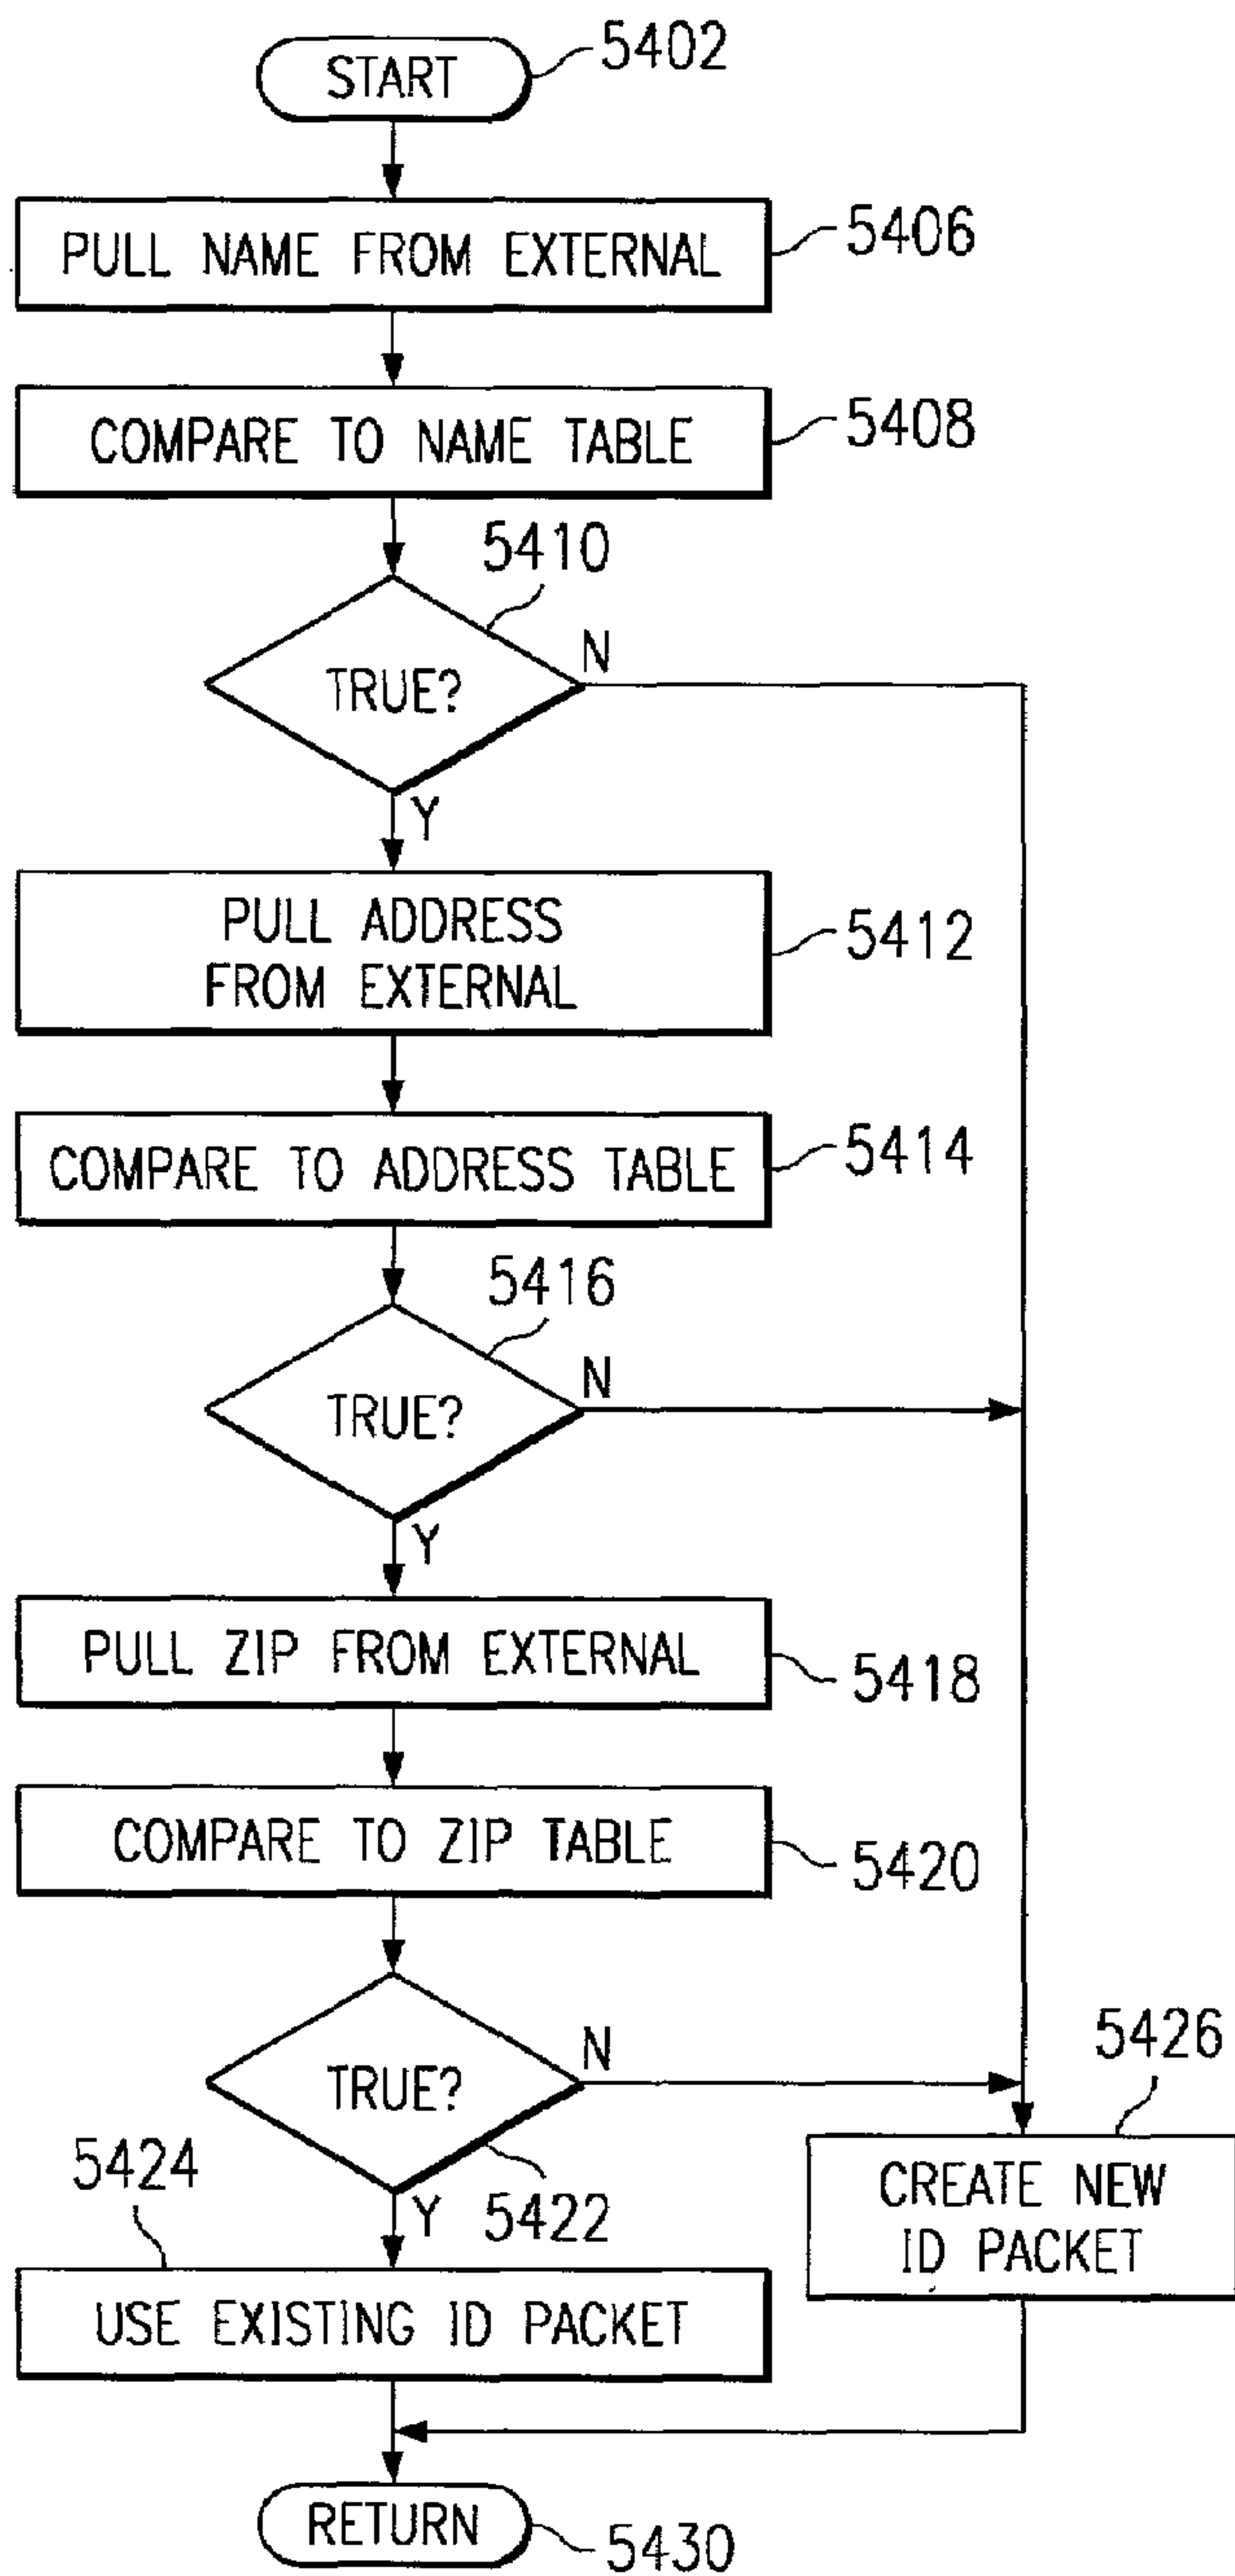 START
5402
PULL NAME FROM EXTERNAL
5406
COMPARE TO NAME TABLE
5408
5410
TRUE?
N
Y
PULL ADDRESS
FROM EXTERNAL
5412
COMPARE TO ADDRESS TABLE
5414
5416
TRUE?
N
Y
PULL ZIP FROM EXTERNAL
5418
COMPARE TO ZIP TABLE
5420
TRUE?
N
5422
Y
5424
USE EXISTING ID PACKET
5426
CREATE NEW
ID PACKET
RETURN
5430